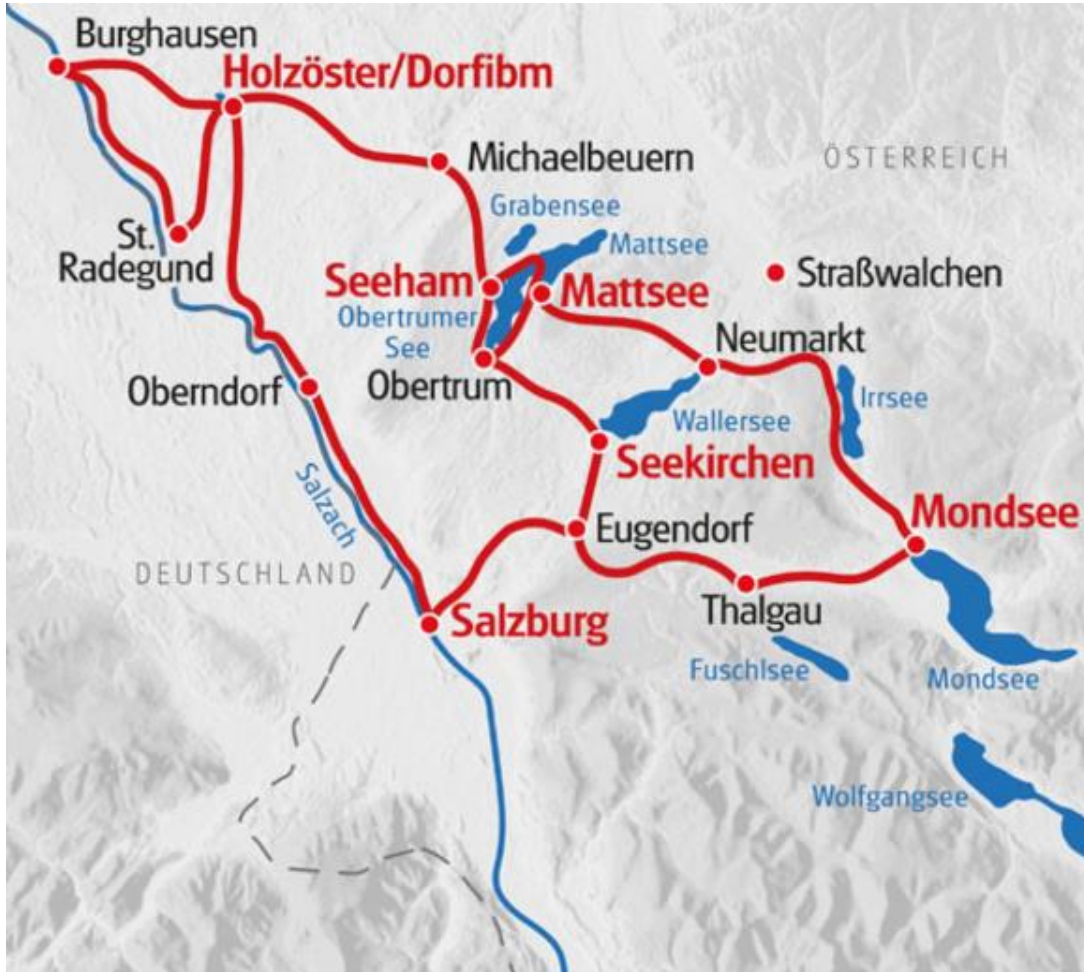 Burghausen
Holzöster/Dorfibm
Michaelbeuern
ÖSTERREICH
Grabensee
Mattsee
St.
Radegund
Seeham
Mattsee
Straßwalchen
Obertrumer
See
Neumarkt
Oberndorf
Obertrum
Irrsee
Wallersee
Seekirchen
Salzach
Mondsee
Eugendorf
DEUTSCHLAND
Thalgau
Salzburg
Fuschlsee
Mondsee
Wolfgangsee